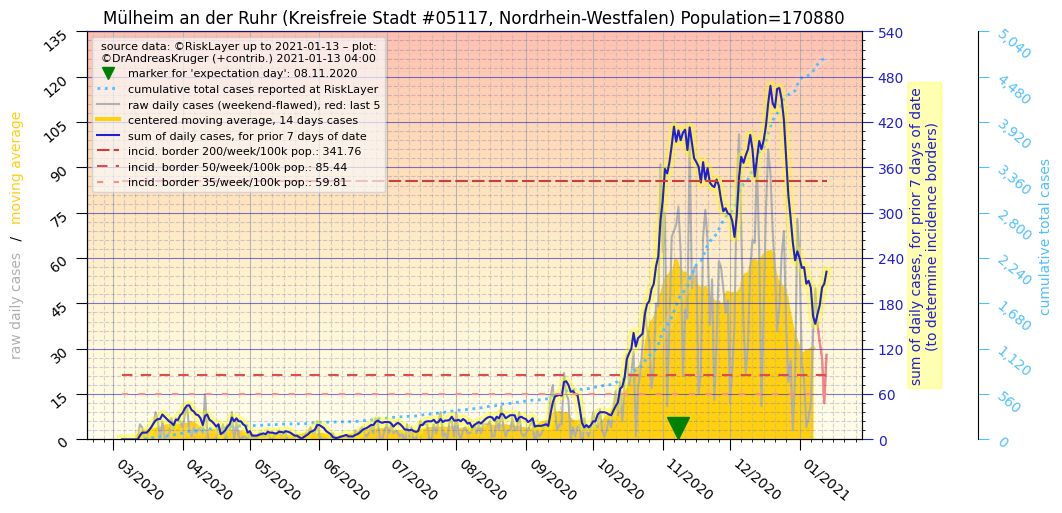 Mülheim an der Ruhr (Kreisfreie Stadt #05117, Nordrhein-Westfalen) Population=170880
source data: ©RiskLayer up to 2021-01-13 – plot:
©DrAndreasKruger (+contrib.) 2021-01-13 04:00
marker for 'expectation day': 08.11.2020
cumulative total cases reported at RiskLayer
raw daily cases (weekend-flawed), red: last 5
centered moving average, 14 days cases
sum of daily cases, for prior 7 days of date
incid. border 200/week/100k pop.: 341.76
incid. border 50/week/100k pop.: 85.44
incid. border 35/week/100k pop.: 59.81
raw daily cases / moving average
135
120
105
90
75
60
45
30
15
0
03/2020
04/2020
05/2020
06/2020
07/2020
08/2020
09/2020
10/2020
11/2020
12/2020
01/2021
540
480
420
360
300
240
180
120
60
0
sum of daily cases, for prior 7 days of date
(to determine incidence borders)
5,040
4,480
3,920
3,360
2,800
2,240
1,680
1,120
560
0
cumulative total cases